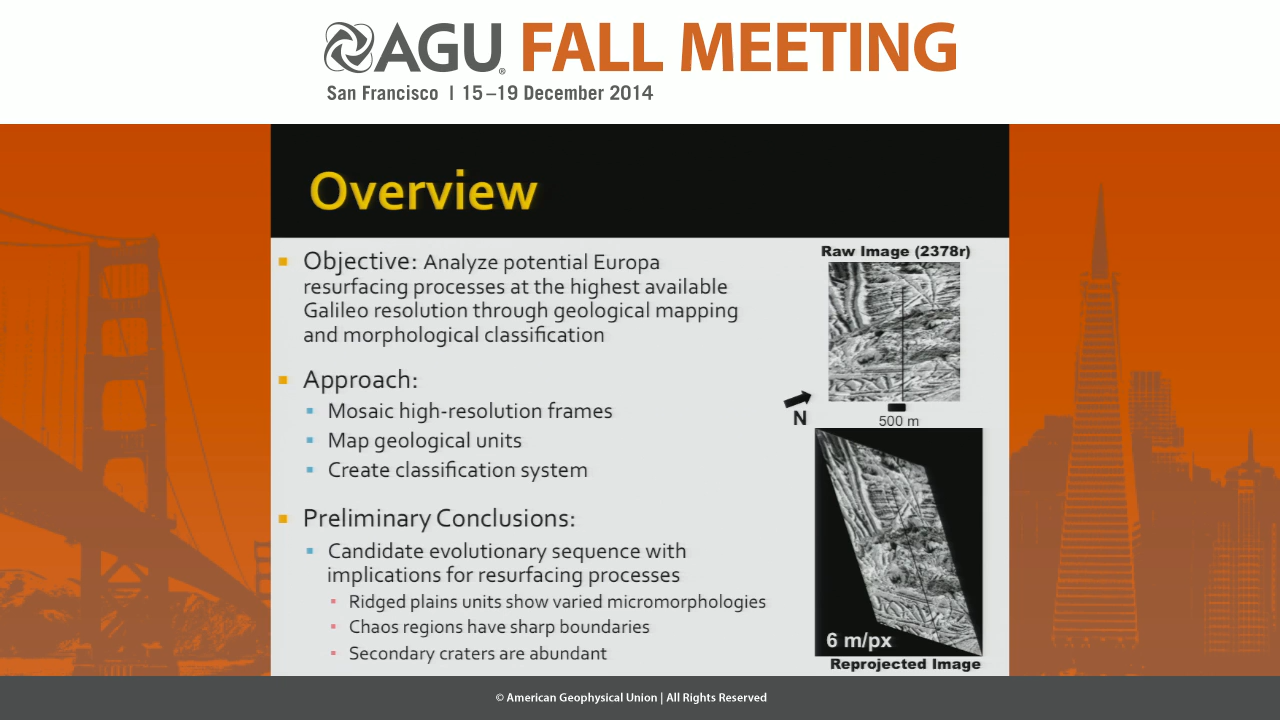 AGU® FALL MEETING
San Francisco | 15–19 December 2014
Overview
Objective: Analyze potential Europa
resurfacing processes at the highest available
Galileo resolution through geological mapping
and morphological classification
Approach:
Mosaic high-resolution frames
Map geological units
Create classification system
Preliminary Conclusions:
Candidate evolutionary sequence with
implications for resurfacing processes
Ridged plains units show varied micromorphologies
Chaos regions have sharp boundaries
Secondary craters are abundant
Raw Image (2378r)
N
500 m
6 m/px
Reprojected Image
© American Geophysical Union | All Rights Reserved